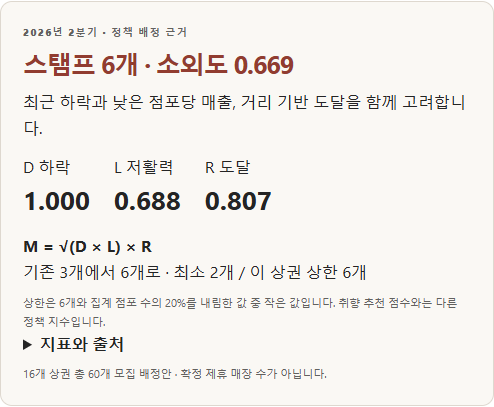 2026년 2분기 · 정책 배정 근거
스탬프 6개 · 소외도 0.669
최근 하락과 낮은 점포당 매출, 거리 기반 도달을 함께 고려합니
다.
D 하락 L 저활력 R 도달
1.000 0.688 0.807
M = √(D × L) × R
기존 3개에서 6개로 · 최소 2개 / 이 상권 상한 6개
상한은 6개와 집계 점포 수의 20%를 내림한 값 중 작은 값입니다. 취향 추천 점수와는 다른
정책 지수입니다.
▶ 지표와 출처
16개 상권 총 60개 모집 배정안 · 확정 제휴 매장 수가 아닙니다.